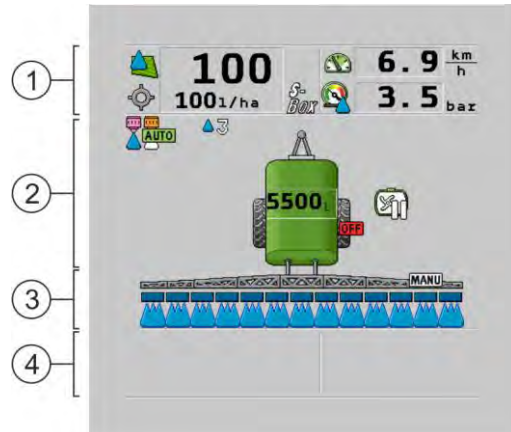 1
100
6.9 km/h
100 l/ha
S-Box
3.5 bar
AUTO
3
2
5500 l
OFF
3
MANU
4